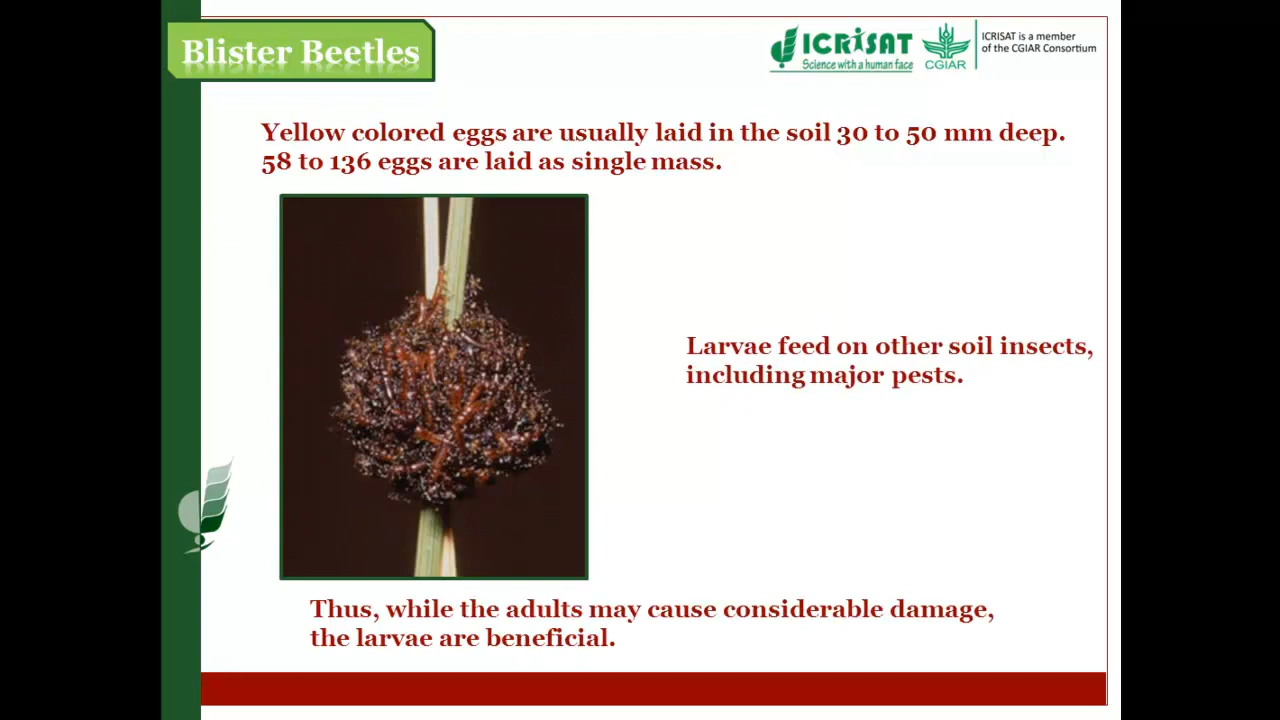 Blister Beetles
ICRISAT
Science with a human face
CGIAR
ICRISAT is a member
of the CGIAR Consortium
Yellow colored eggs are usually laid in the soil 30 to 50 mm deep.
58 to 136 eggs are laid as single mass.
Larvae feed on other soil insects,
including major pests.
Thus, while the adults may cause considerable damage,
the larvae are beneficial.